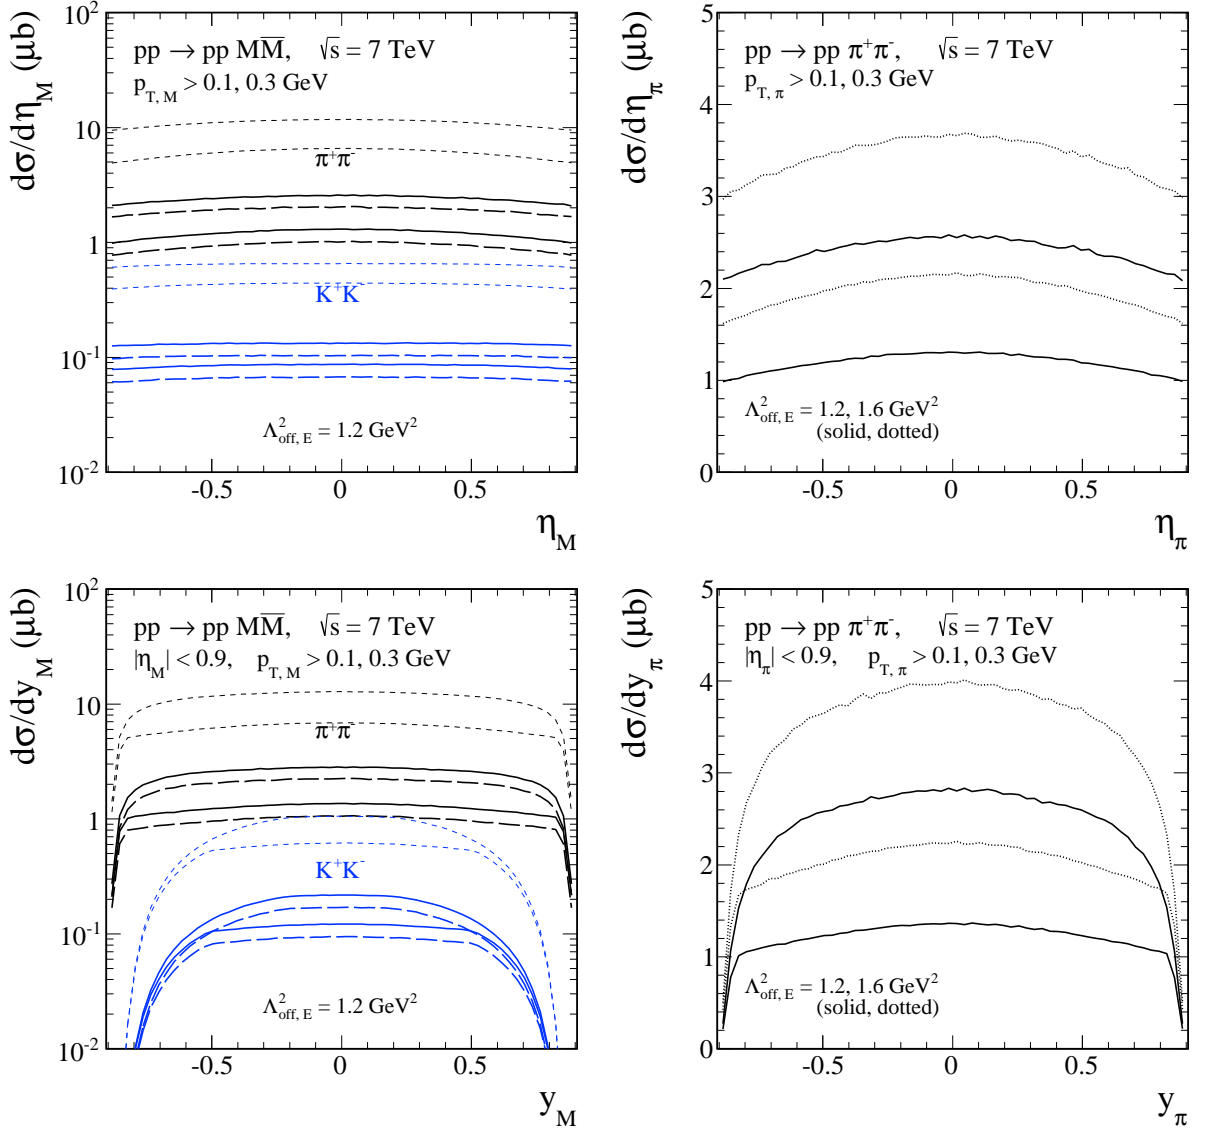 dσ/dη_M (μb)
10²
10
1
10⁻¹
10⁻²
pp → pp MM̅, √s = 7 TeV
p_T, M > 0.1, 0.3 GeV
π⁺π⁻
K⁺K⁻
Λ²_off, E = 1.2 GeV²
-0.5 0 0.5
η_M
dσ/dη_π (μb)
5
4
3
2
1
0
pp → pp π⁺π⁻, √s = 7 TeV
p_T, π > 0.1, 0.3 GeV
Λ²_off, E = 1.2, 1.6 GeV²
(solid, dotted)
-0.5 0 0.5
η_π
dσ/dy_M (μb)
10²
10
1
10⁻¹
10⁻²
pp → pp MM̅, √s = 7 TeV
|η_M| < 0.9, p_T, M > 0.1, 0.3 GeV
π⁺π⁻
K⁺K⁻
Λ²_off, E = 1.2 GeV²
-0.5 0 0.5
y_M
dσ/dy_π (μb)
5
4
3
2
1
0
pp → pp π⁺π⁻, √s = 7 TeV
|η_π| < 0.9, p_T, π > 0.1, 0.3 GeV
Λ²_off, E = 1.2, 1.6 GeV²
(solid, dotted)
-0.5 0 0.5
y_π